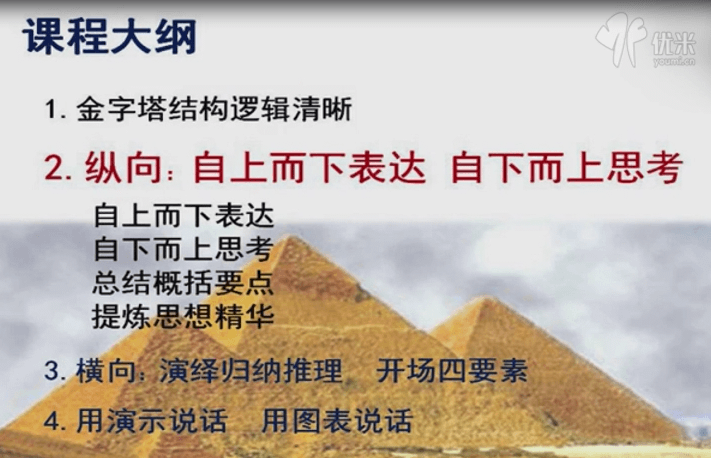 课程大纲
优米
youmi.cn
1.金字塔结构逻辑清晰
2.纵向:自上而下表达 自下而上思考
自上而下表达
自下而上思考
总结概括要点
提炼思想精华
3.横向:演绎归纳推理 开场四要素
4.用演示说话 用图表说话